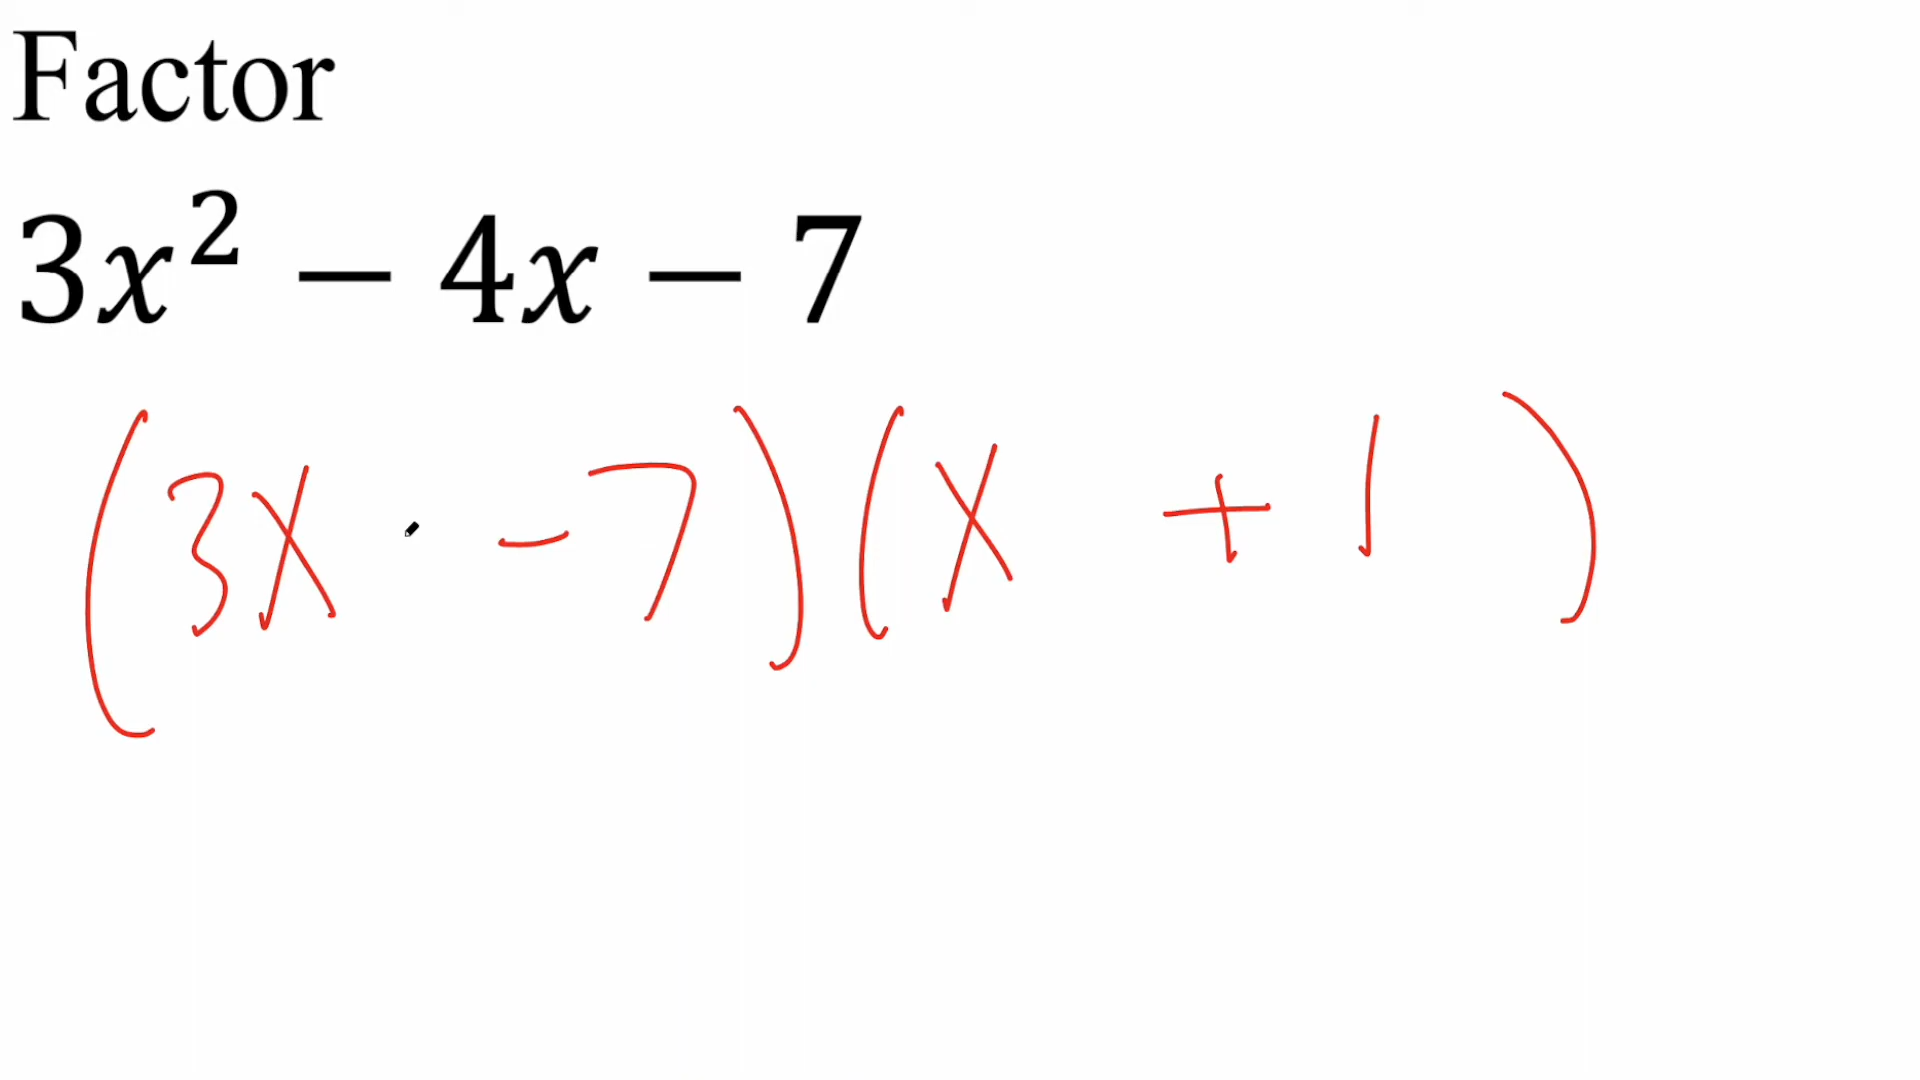 Factor
3x² − 4x − 7
(3x - 7)(x + 1)